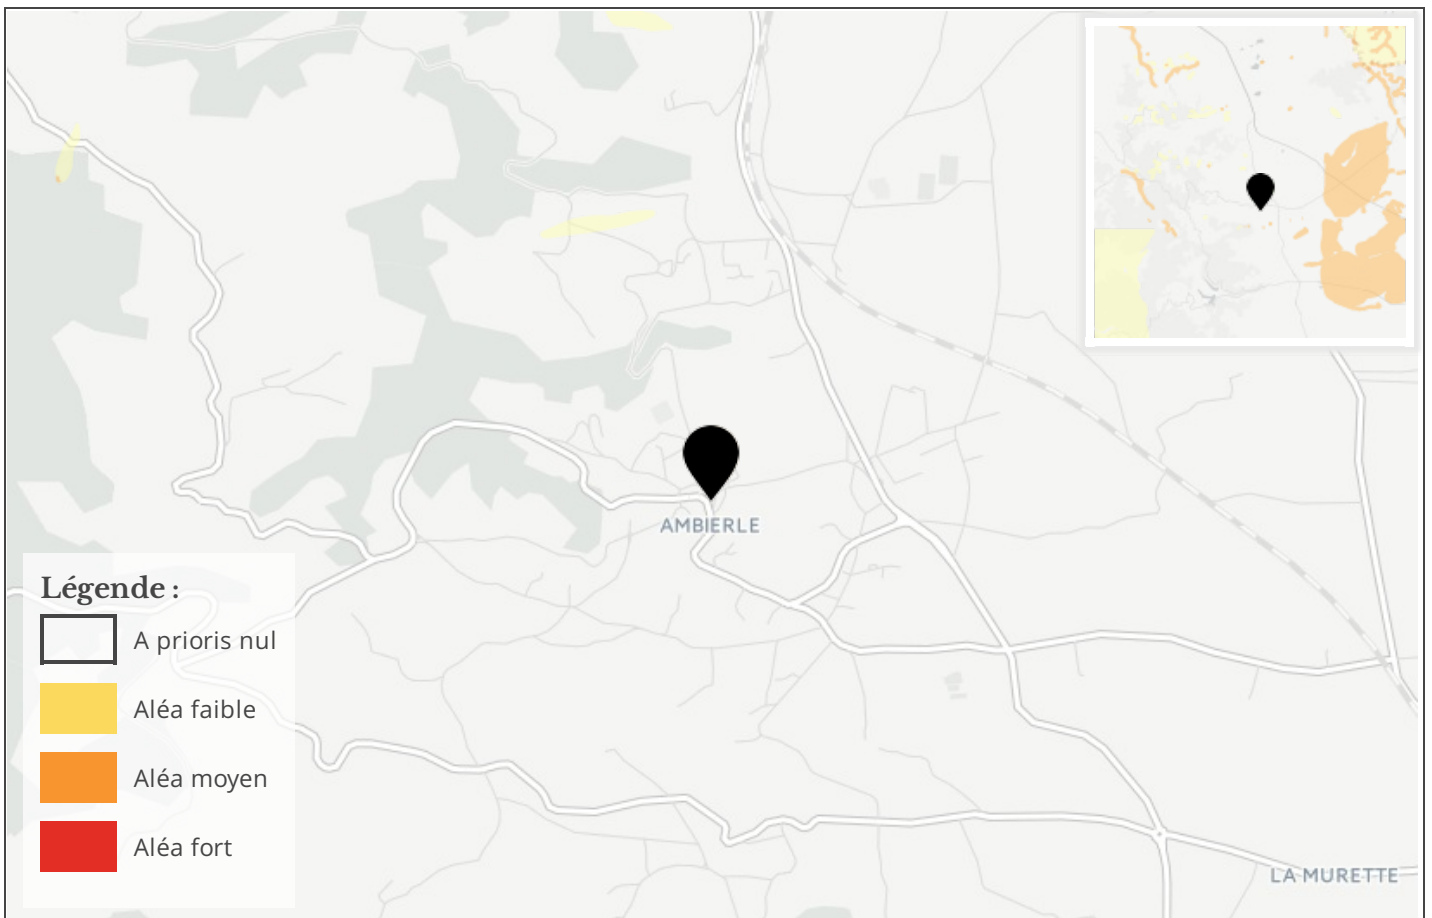 AMBIERLE
Légende :
A prioris nul
Aléa faible
Aléa moyen
Aléa fort
LA MURETTE